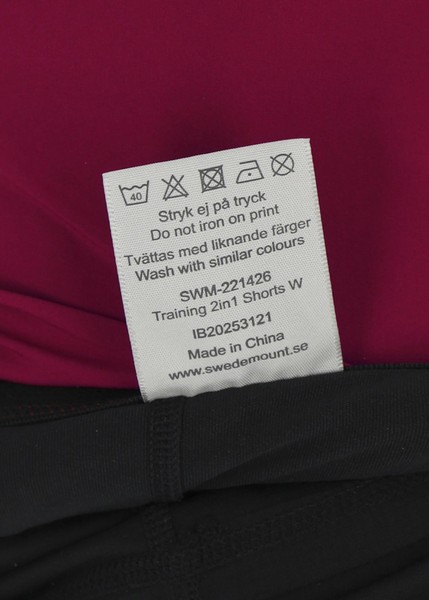 40
Stryk ej på tryck
Do not iron on print
Tvättas med liknande färger
Wash with similar colours
SWM-221426
Training 2in1 Shorts W
IB20253121
Made in China
www.swedemount.se